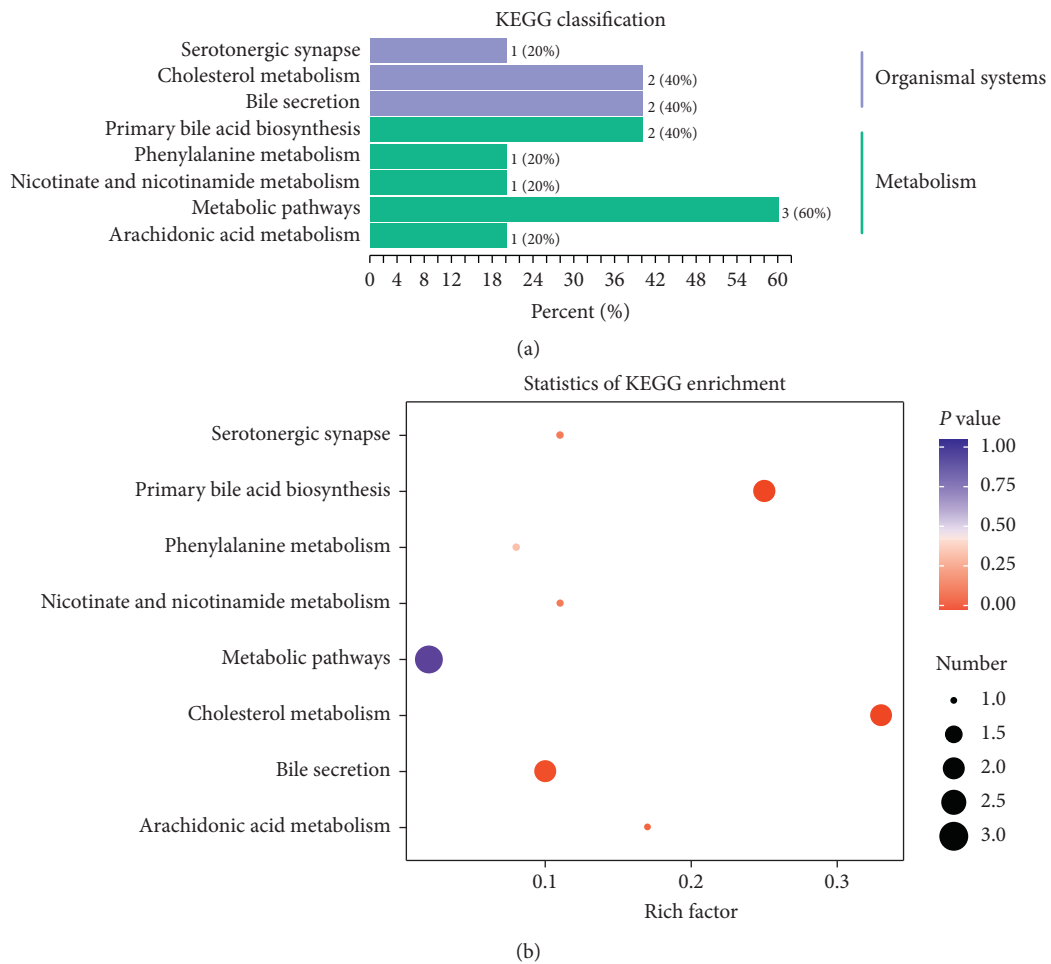 KEGG classification
Serotonergic synapse 1 (20%)
Cholesterol metabolism 2 (40%)
Bile secretion 2 (40%)
Primary bile acid biosynthesis 2 (40%)
Phenylalanine metabolism 1 (20%)
Nicotinate and nicotinamide metabolism 1 (20%)
Metabolic pathways 3 (60%)
Arachidonic acid metabolism 1 (20%)
Organismal systems
Metabolism
0 4 8 12 18 24 30 36 42 48 54 60
Percent (%)
(a)
Statistics of KEGG enrichment
Serotonergic synapse
Primary bile acid biosynthesis
Phenylalanine metabolism
Nicotinate and nicotinamide metabolism
Metabolic pathways
Cholesterol metabolism
Bile secretion
Arachidonic acid metabolism
0.1 0.2 0.3
Rich factor
P value
1.00
0.75
0.50
0.25
0.00
Number
1.0
1.5
2.0
2.5
3.0
(b)